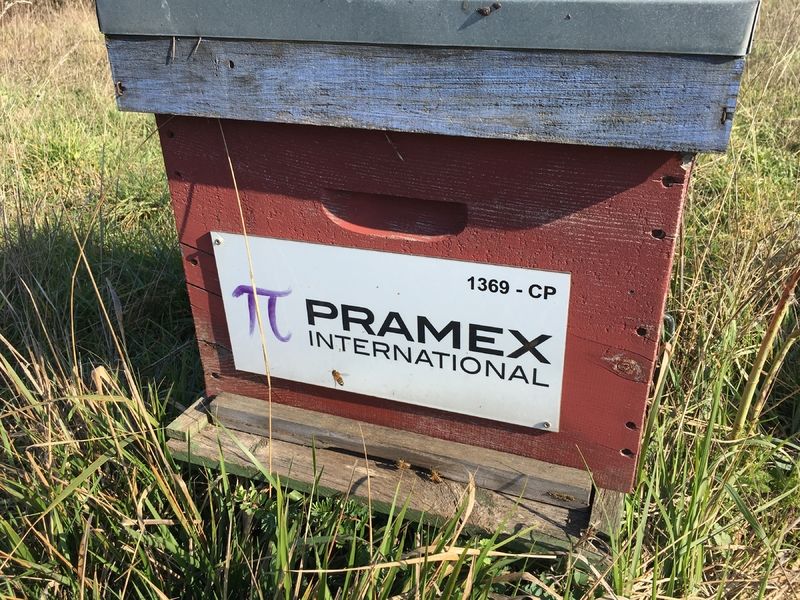 1369 - CP
π PRAMEX
INTERNATIONAL